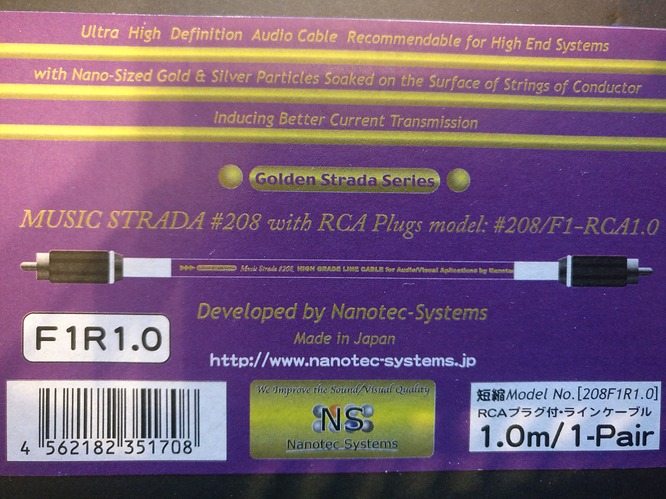 Ultra High Definition Audio Cable Recommendable for High End Systems
with Nano-Sized Gold & Silver Particles Soaked on the Surface of Strings of Conductor
Inducing Better Current Transmission
Golden Strada Series
MUSIC STRADA #208 with RCA Plugs model: #208/F1-RCA1.0
Music Strada #208, HIGH GRADE LINE CABLE for Audio/Visual Aplications by Nanotec
Developed by Nanotec-Systems
Made in Japan
http://www.nanotec-systems.jp
F1R1.0
4 562182 351708
We Improve the Sound/Visual Quality
NS
Nanotec Systems
短縮Model No.[208F1R1.0]
RCAプラグ付・ラインケーブル
1.0m/1-Pair